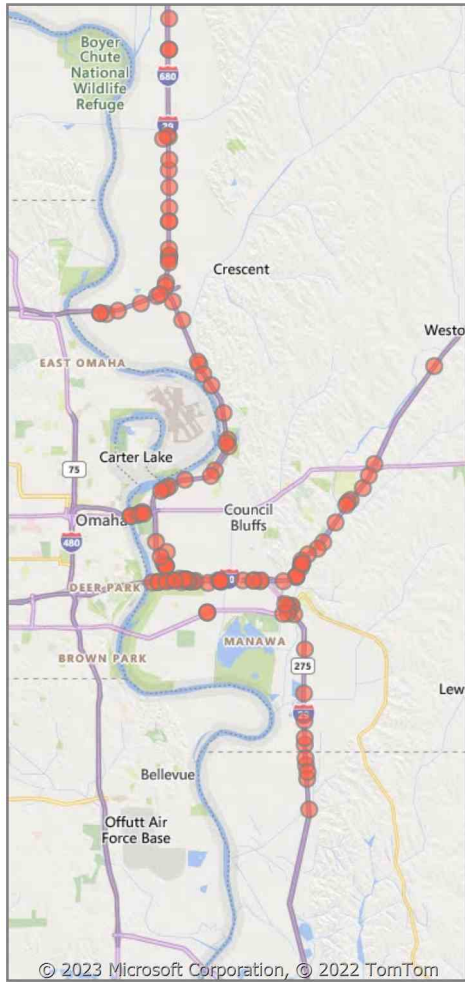 Boyer
Chute
National
Wildlife
Refuge
680
29
Crescent
Westo
EAST OMAHA
Carter Lake
75
Omaha
Council
Bluffs
480
DEER PARK
MANAWA
BROWN PARK
275
Lew
Bellevue
Offutt Air
Force Base
© 2023 Microsoft Corporation, © 2022 TomTom